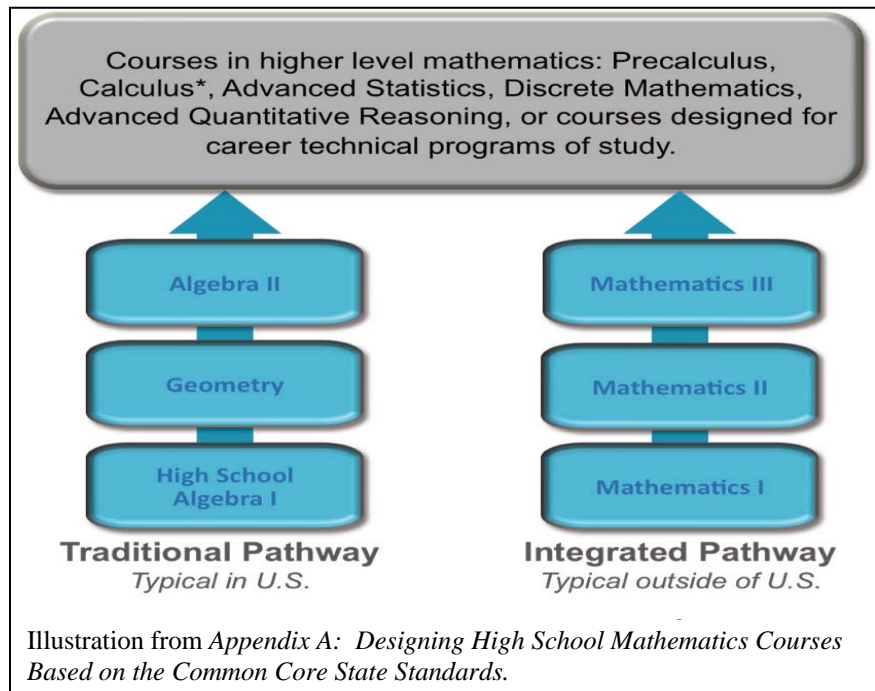 Courses in higher level mathematics: Precalculus,
Calculus*, Advanced Statistics, Discrete Mathematics,
Advanced Quantitative Reasoning, or courses designed for
career technical programs of study.
Algebra II
Geometry
High School
Algebra I
Traditional Pathway
Typical in U.S.
Mathematics III
Mathematics II
Mathematics I
Integrated Pathway
Typical outside of U.S.
Illustration from Appendix A: Designing High School Mathematics Courses
Based on the Common Core State Standards.